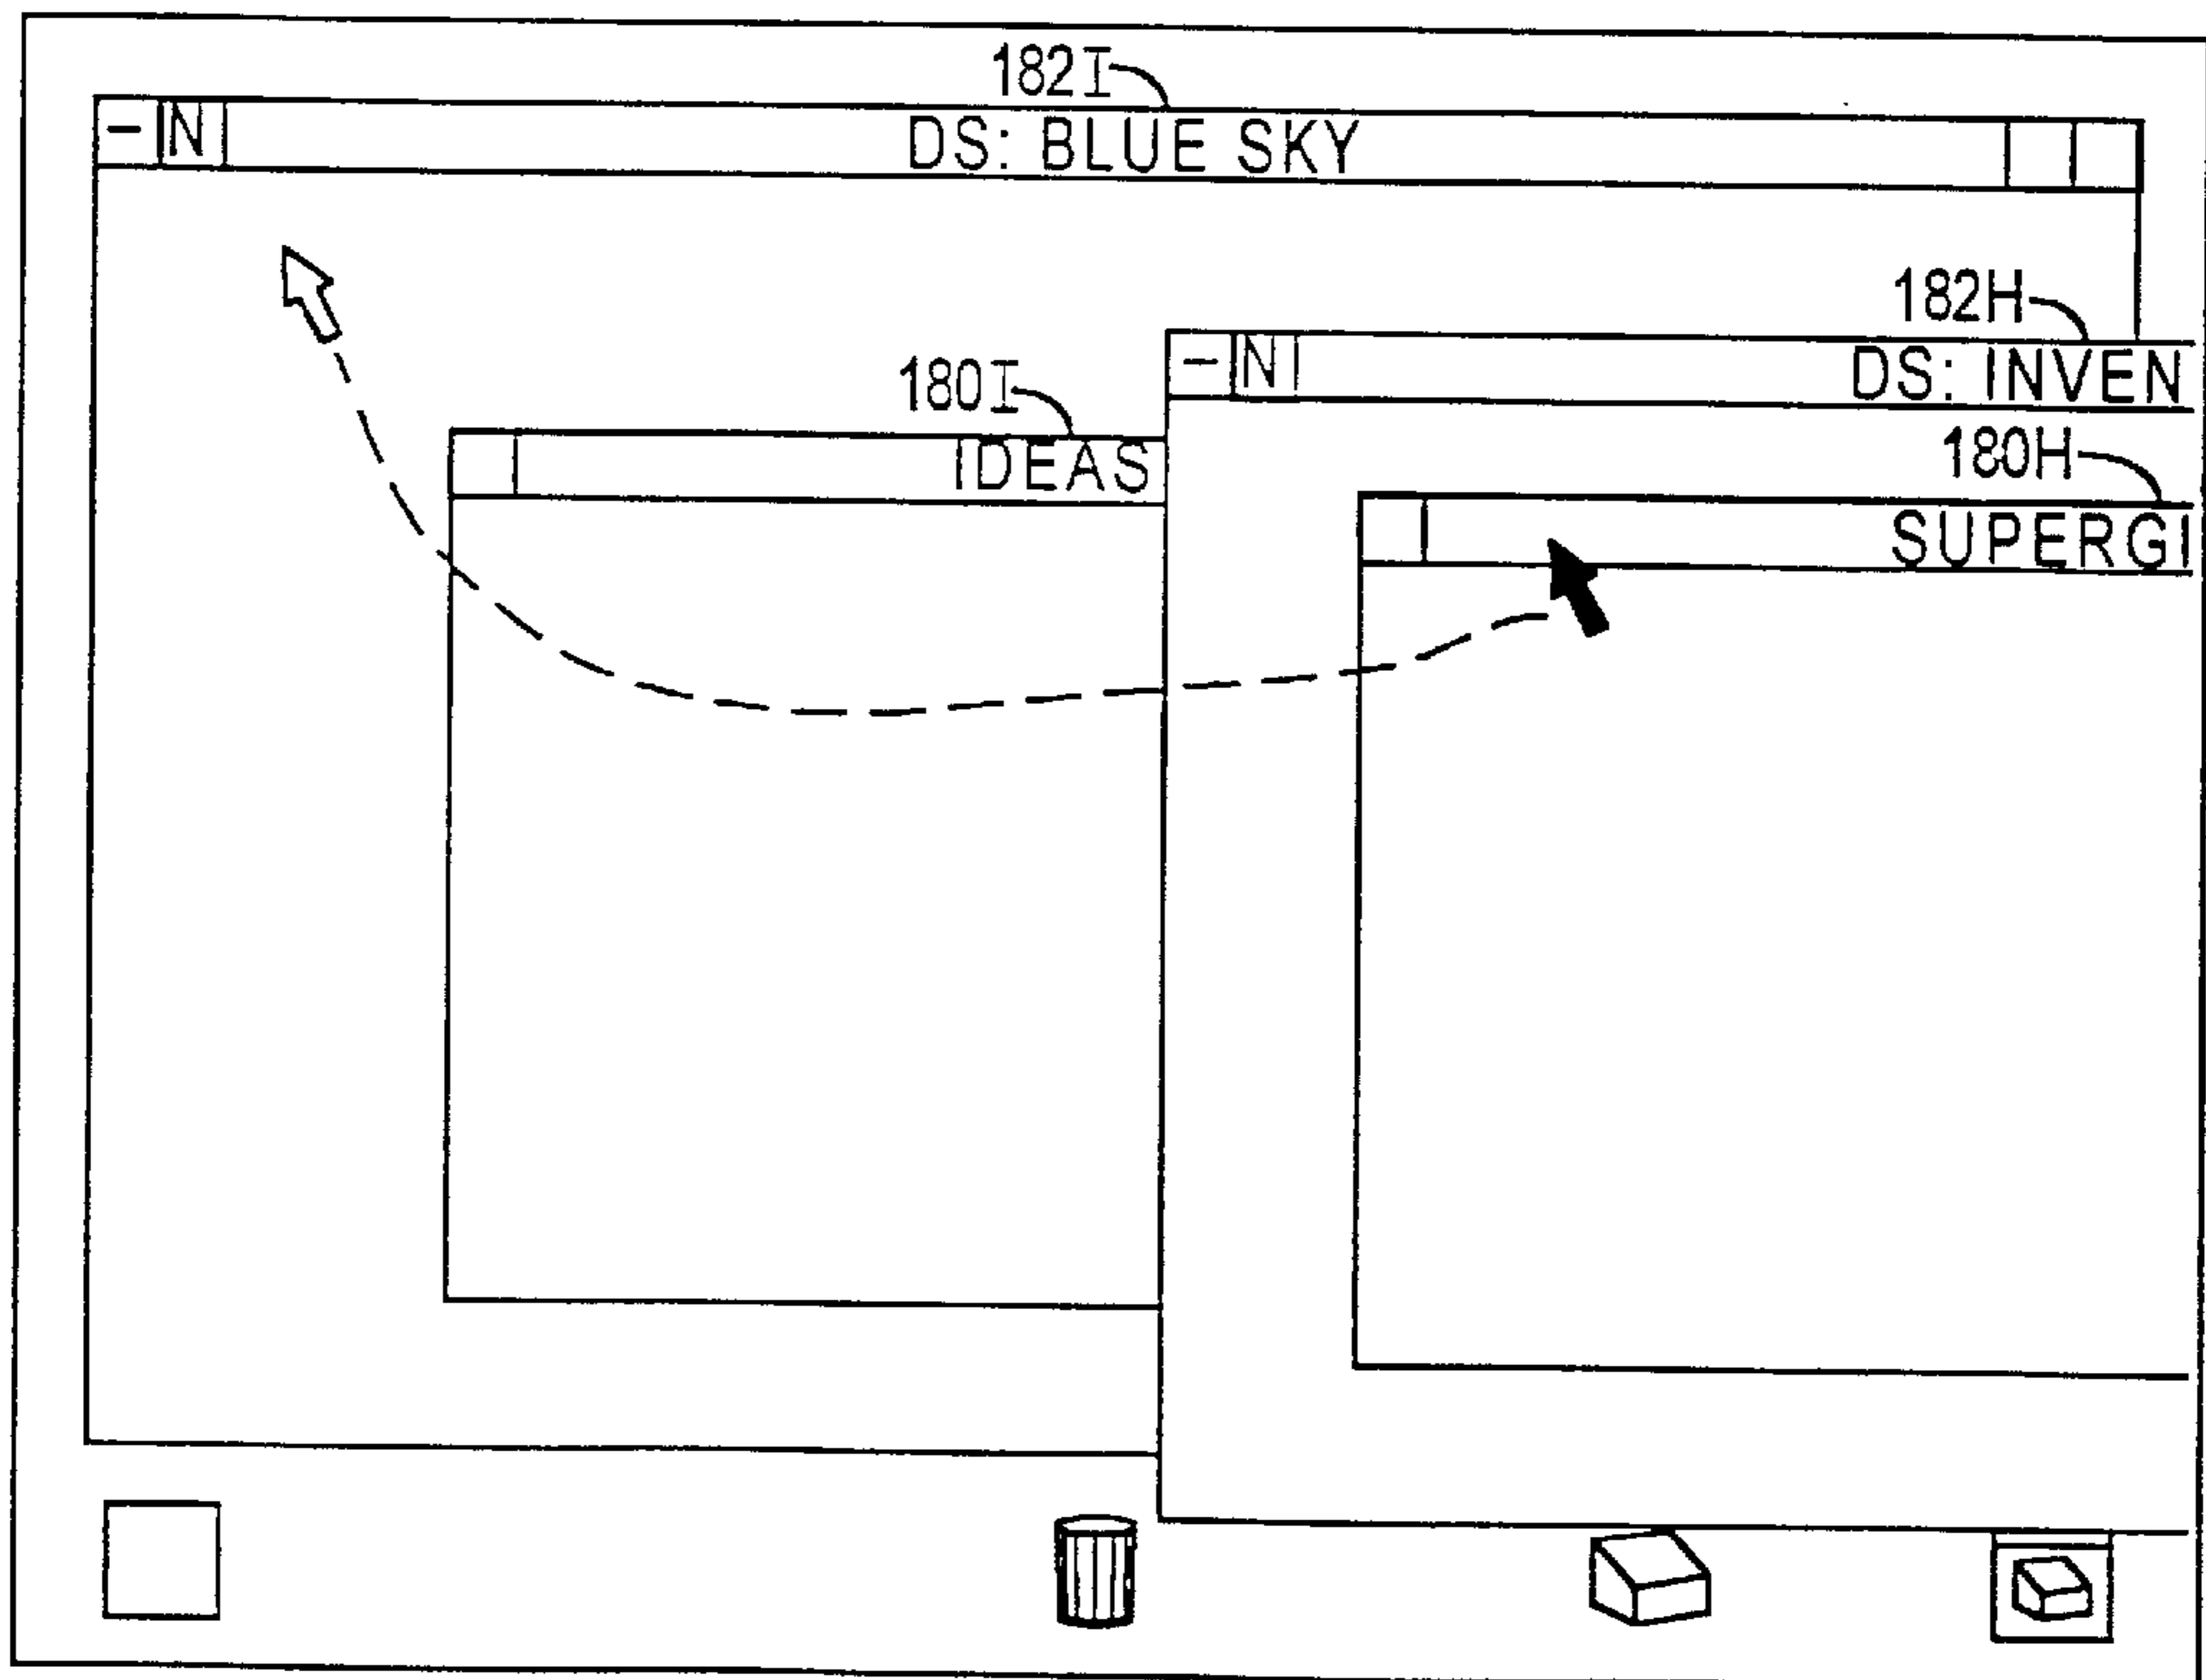 182I
- N DS: BLUE SKY
182H
- N DS: INVEN
180I
IDEAS
180H
SUPERGI